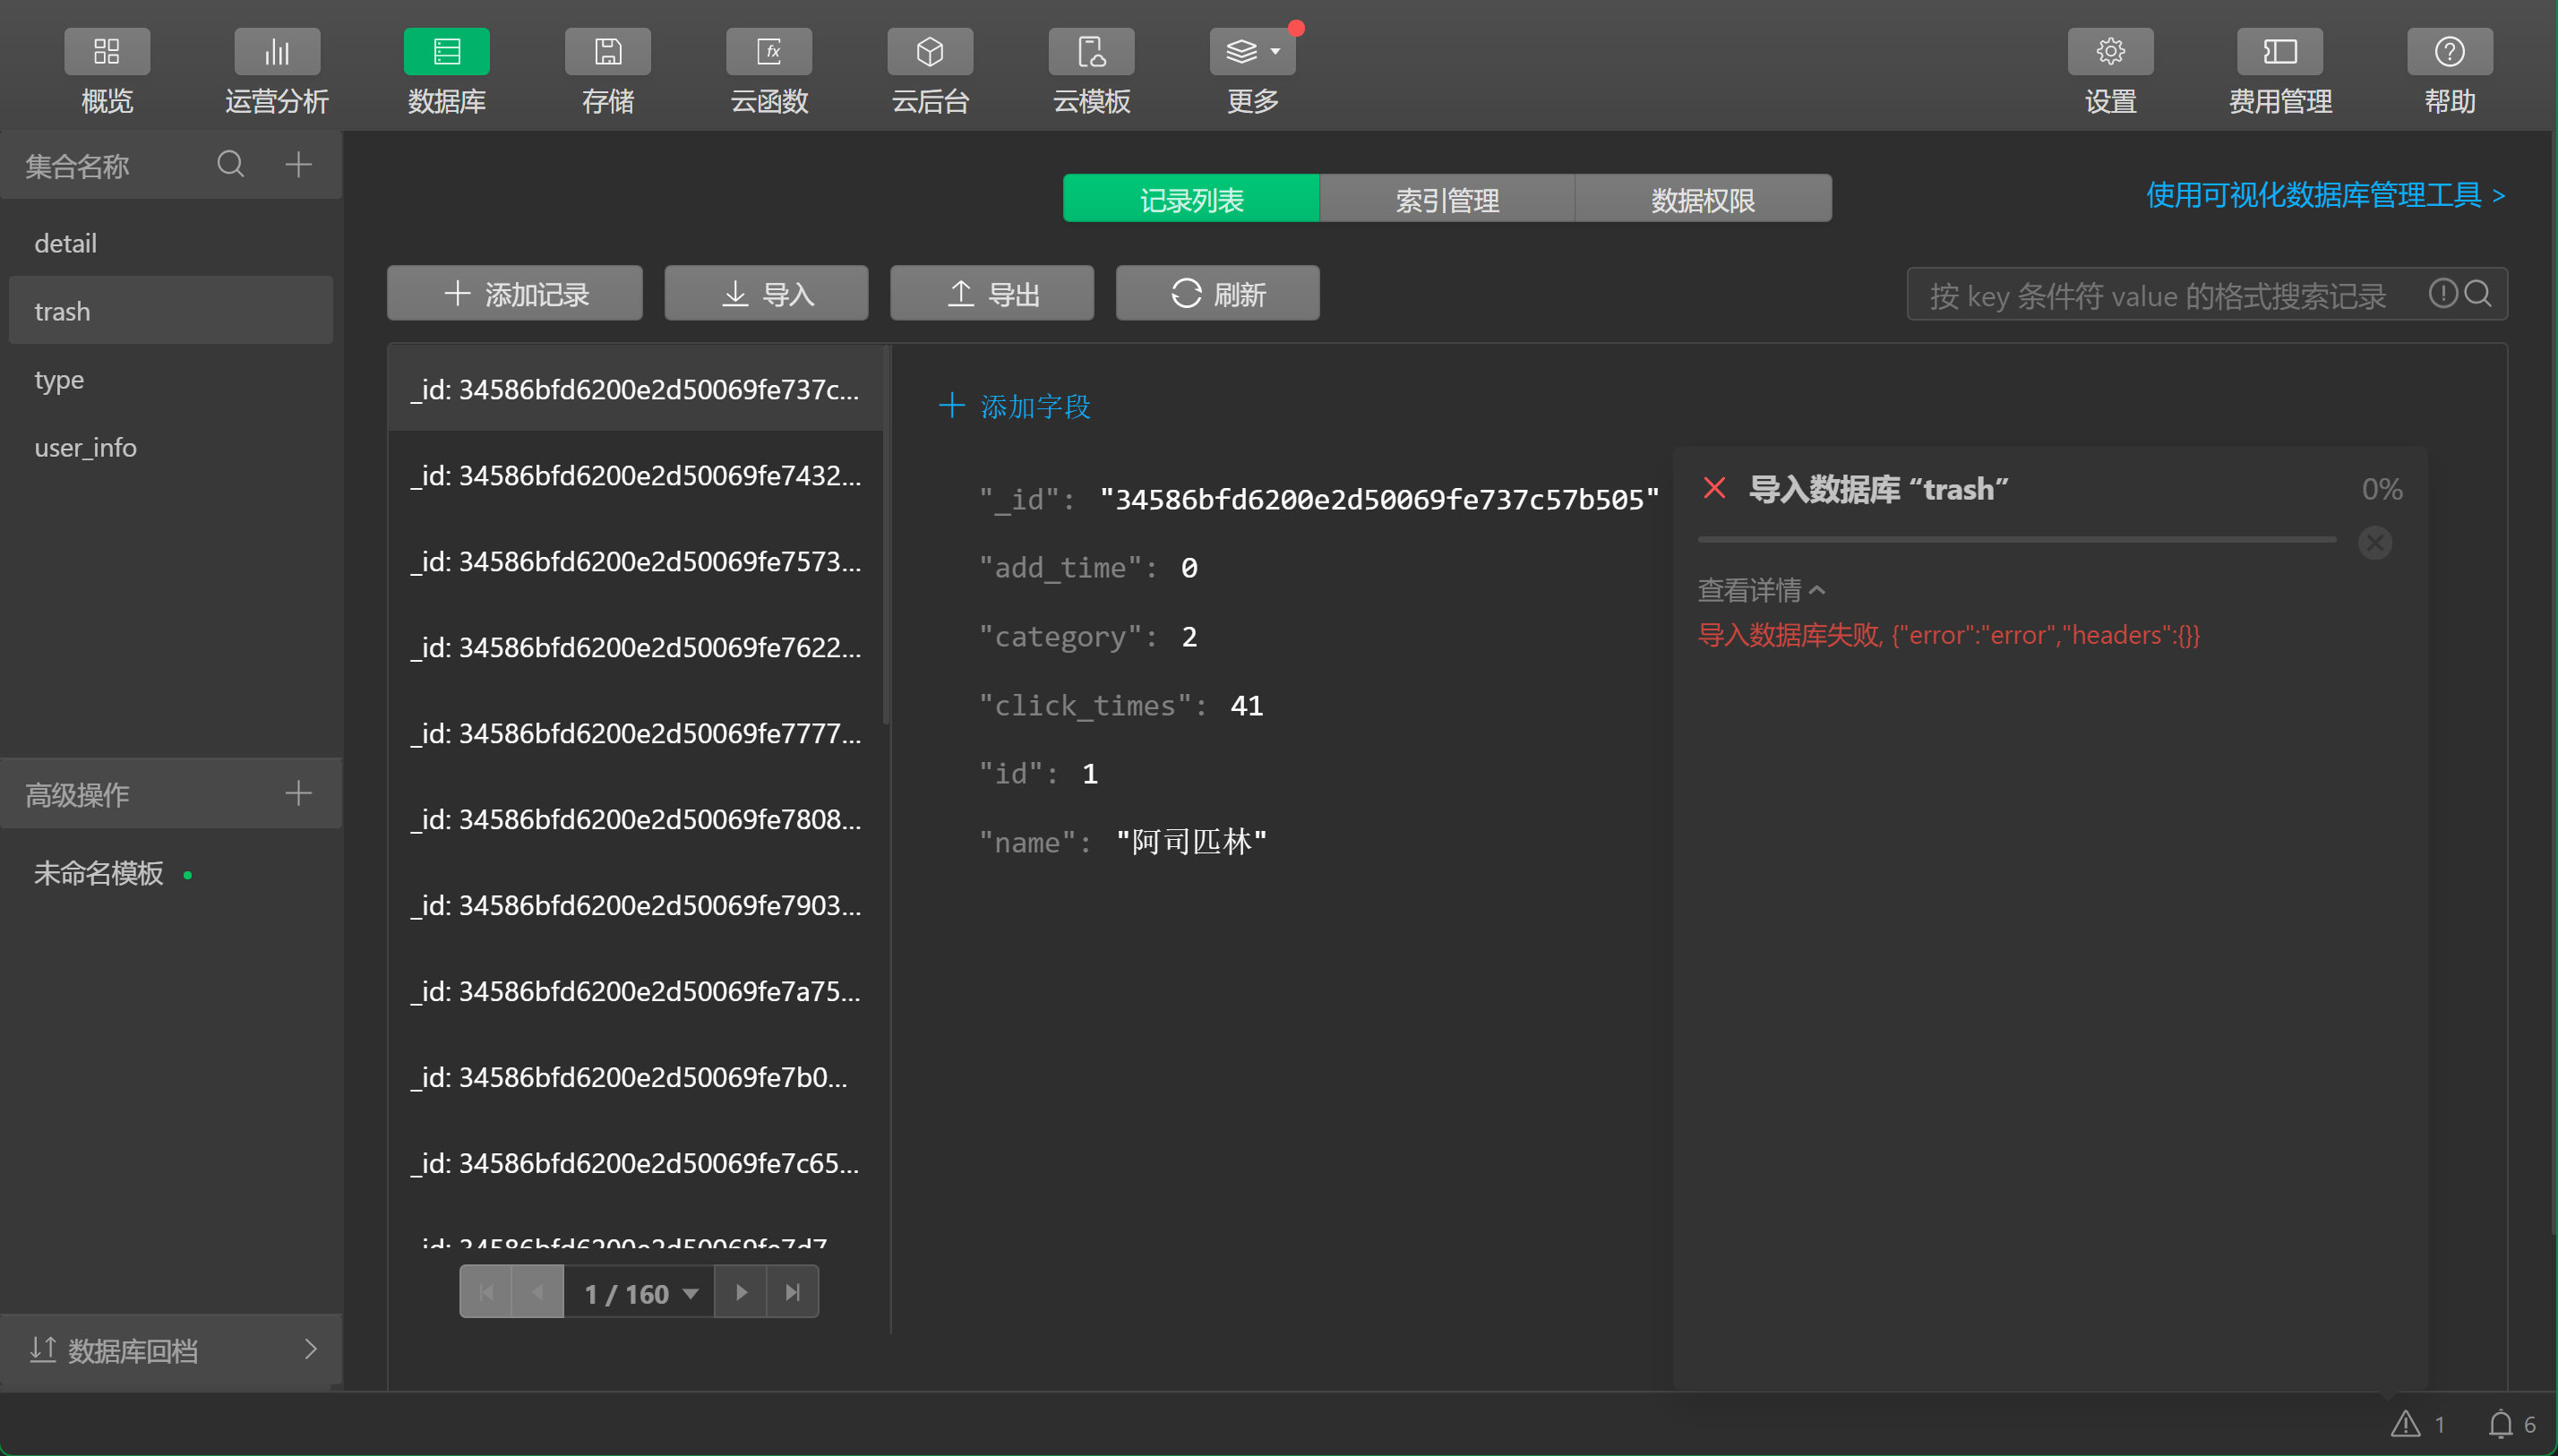 概览
运营分析
数据库
存储
fx
云函数
云后台
云模板
更多
设置
费用管理
帮助
集合名称
detail
trash
type
user_info
高级操作
未命名模板
数据库回档
记录列表
索引管理
数据权限
使用可视化数据库管理工具 >
添加记录
导入
导出
刷新
按 key 条件符 value 的格式搜索记录
_id: 34586bfd6200e2d50069fe737c...
_id: 34586bfd6200e2d50069fe7432...
_id: 34586bfd6200e2d50069fe7573...
_id: 34586bfd6200e2d50069fe7622...
_id: 34586bfd6200e2d50069fe7777...
_id: 34586bfd6200e2d50069fe7808...
_id: 34586bfd6200e2d50069fe7903...
_id: 34586bfd6200e2d50069fe7a75...
_id: 34586bfd6200e2d50069fe7b0...
_id: 34586bfd6200e2d50069fe7c65...
_id: 34586bfd6200e2d50069fe7d7
1 / 160
添加字段
"_id": "34586bfd6200e2d50069fe737c57b505"
"add_time": 0
"category": 2
"click_times": 41
"id": 1
"name": "阿司匹林"
导入数据库 “trash”
0%
查看详情
导入数据库失败, {"error":"error","headers":{}}
1
6